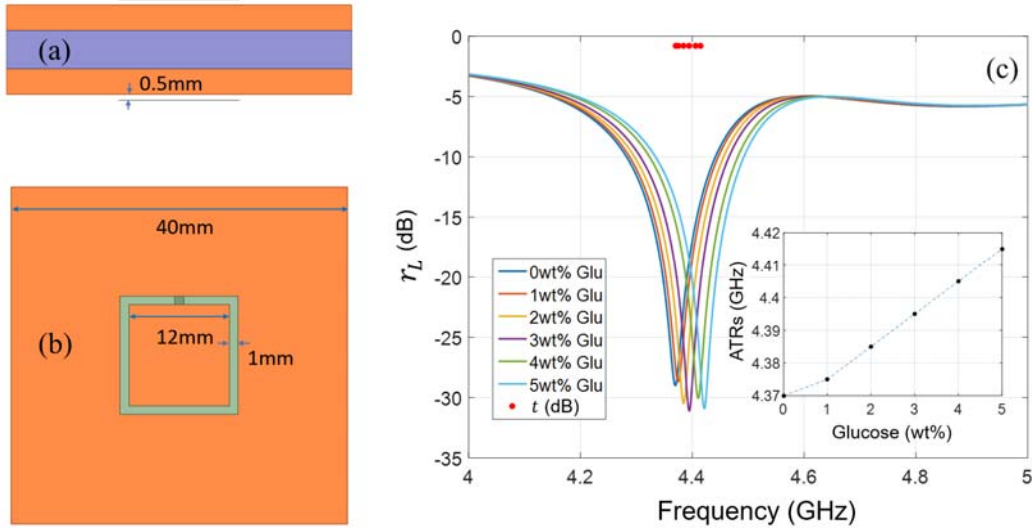 (a)
0.5mm
40mm
12mm
1mm
(b)
(c)
0
-5
-10
-15
-20
-25
-30
-35
r_L (dB)
4
4.2
4.4
4.6
4.8
5
Frequency (GHz)
0wt% Glu
1wt% Glu
2wt% Glu
3wt% Glu
4wt% Glu
5wt% Glu
t (dB)
4.42
4.41
4.4
4.39
4.38
4.37
ATRs (GHz)
0
1
2
3
4
5
Glucose (wt%)